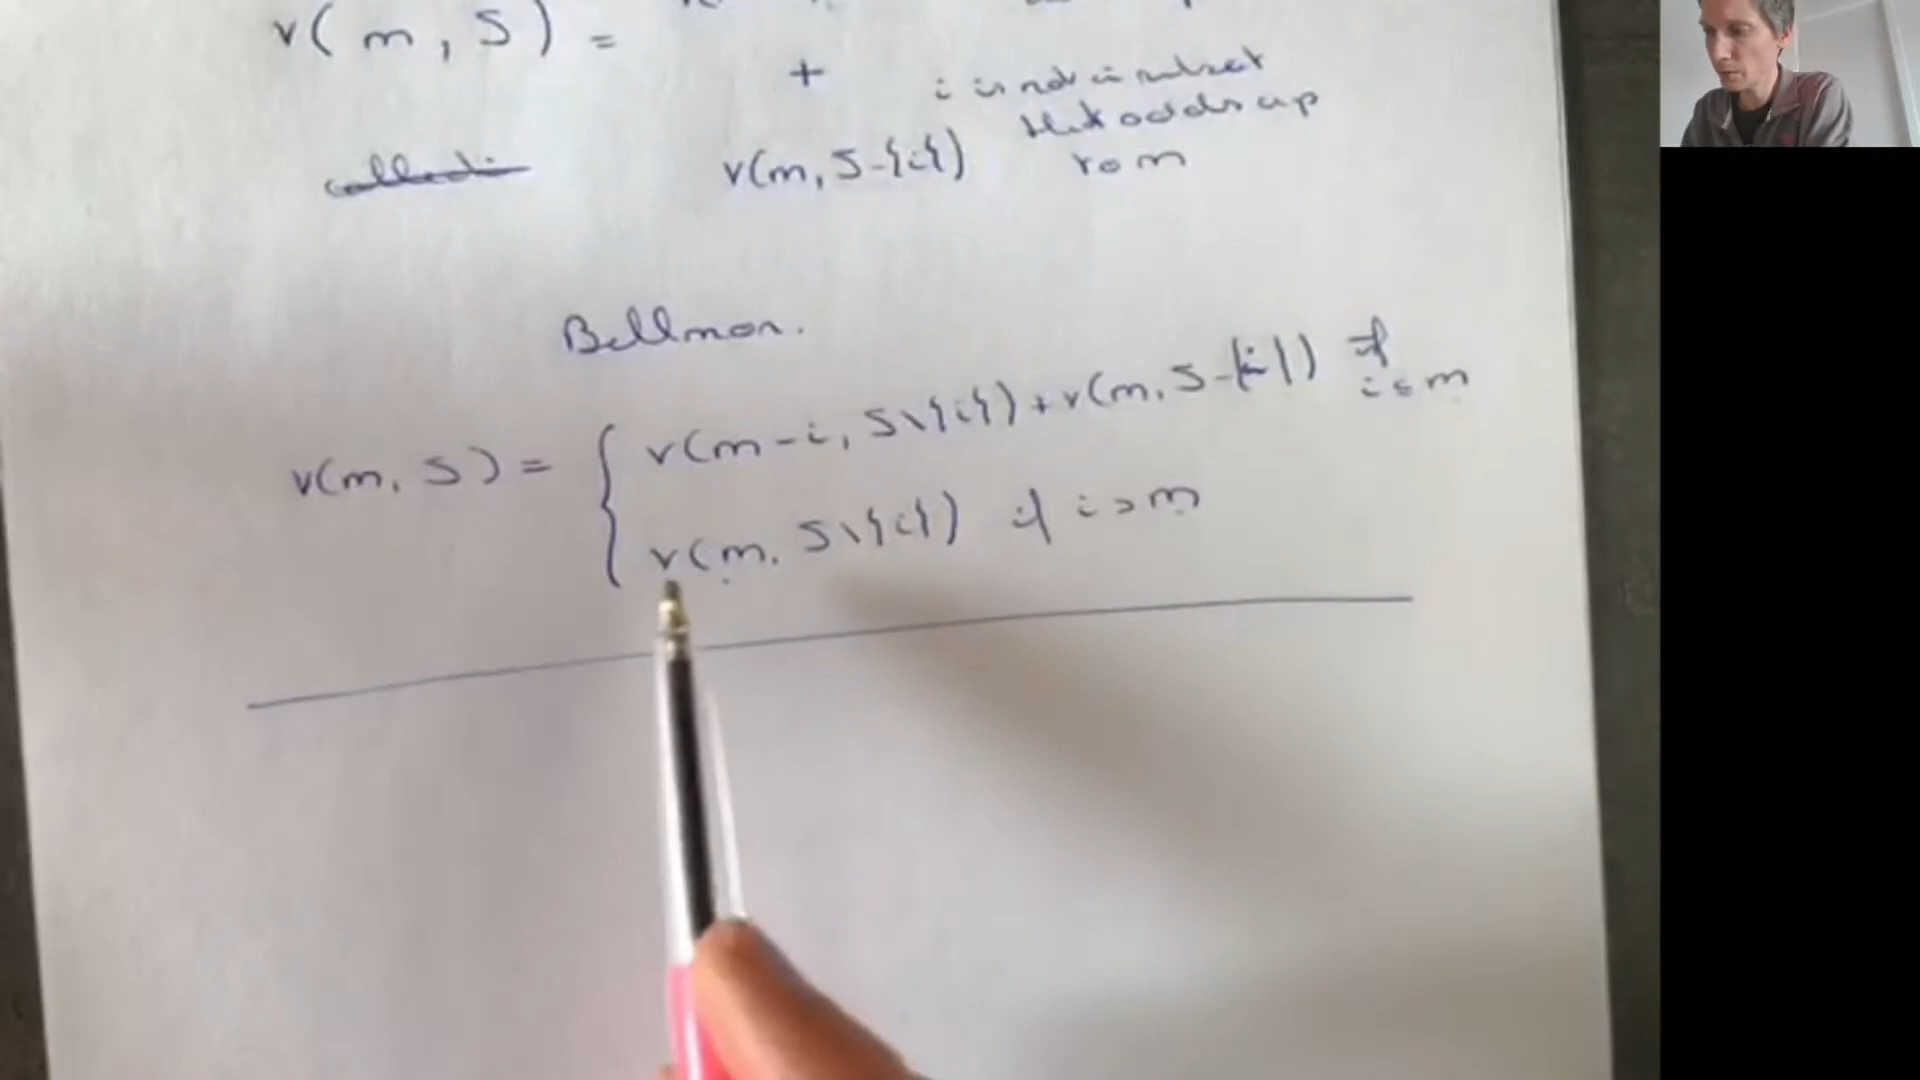 v(m, S) =
+ i is not in subset
that adds up
v(m, S-{i}) to m
Bellman.
v(m, S) = { v(m-i, S\{i}) + v(m, S-{i}) if
i≤m
v(m, S\{i}) if i>m